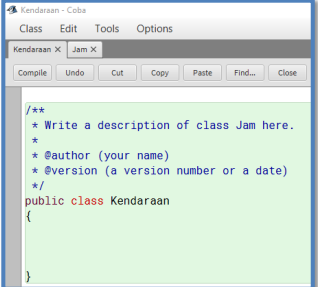 Kendaraan - Coba
Class Edit Tools Options
Kendaraan X Jam X
Compile Undo Cut Copy Paste Find... Close
/**
 * Write a description of class Jam here.
 *
 * @author (your name)
 * @version (a version number or a date)
 */
public class Kendaraan
{
}